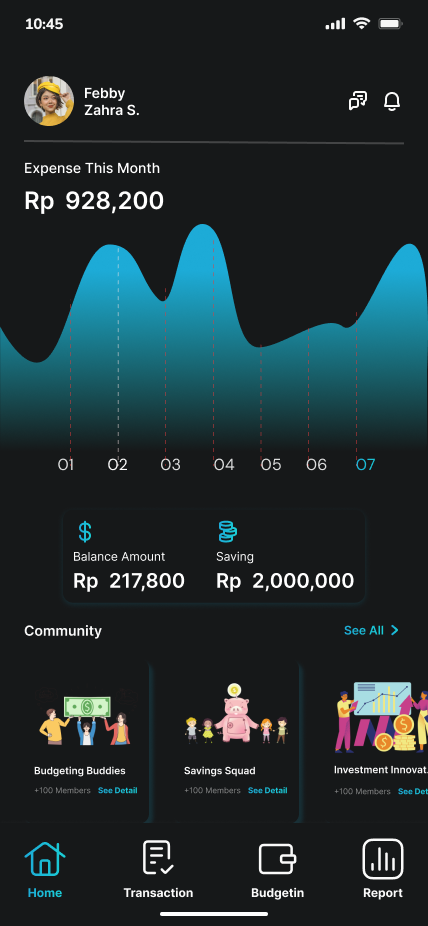 10:45
Febby
Zahra S.
Expense This Month
Rp 928,200
01 02 03 04 05 06 07
Balance Amount
Rp 217,800
Saving
Rp 2,000,000
Community
See All
Budgeting Buddies
+100 Members See Detail
Savings Squad
+100 Members See Detail
Investment Innovat.
+100 Members See Det
Home
Transaction
Budgetin
Report